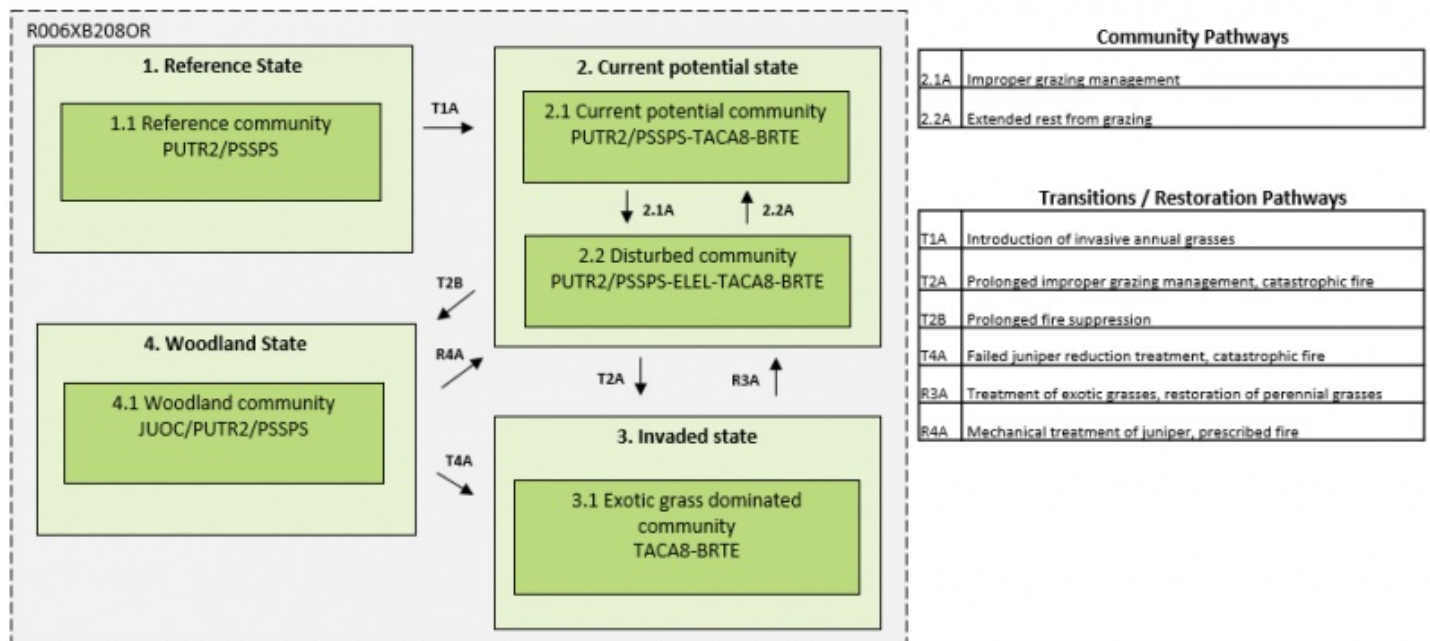 R006XB208OR
1. Reference State
1.1 Reference community
PUTR2/PSSPS
T1A
2. Current potential state
2.1 Current potential community
PUTR2/PSSPS-TACA8-BRTE
2.1A
2.2A
2.2 Disturbed community
PUTR2/PSSPS-ELEL-TACA8-BRTE
T2B
R4A
4. Woodland State
4.1 Woodland community
JUOC/PUTR2/PSSPS
T4A
T2A
R3A
3. Invaded state
3.1 Exotic grass dominated
community
TACA8-BRTE
Community Pathways
2.1A Improper grazing management
2.2A Extended rest from grazing
Transitions / Restoration Pathways
T1A Introduction of invasive annual grasses
T2A Prolonged improper grazing management, catastrophic fire
T2B Prolonged fire suppression
T4A Failed juniper reduction treatment, catastrophic fire
R3A Treatment of exotic grasses, restoration of perennial grasses
R4A Mechanical treatment of juniper, prescribed fire